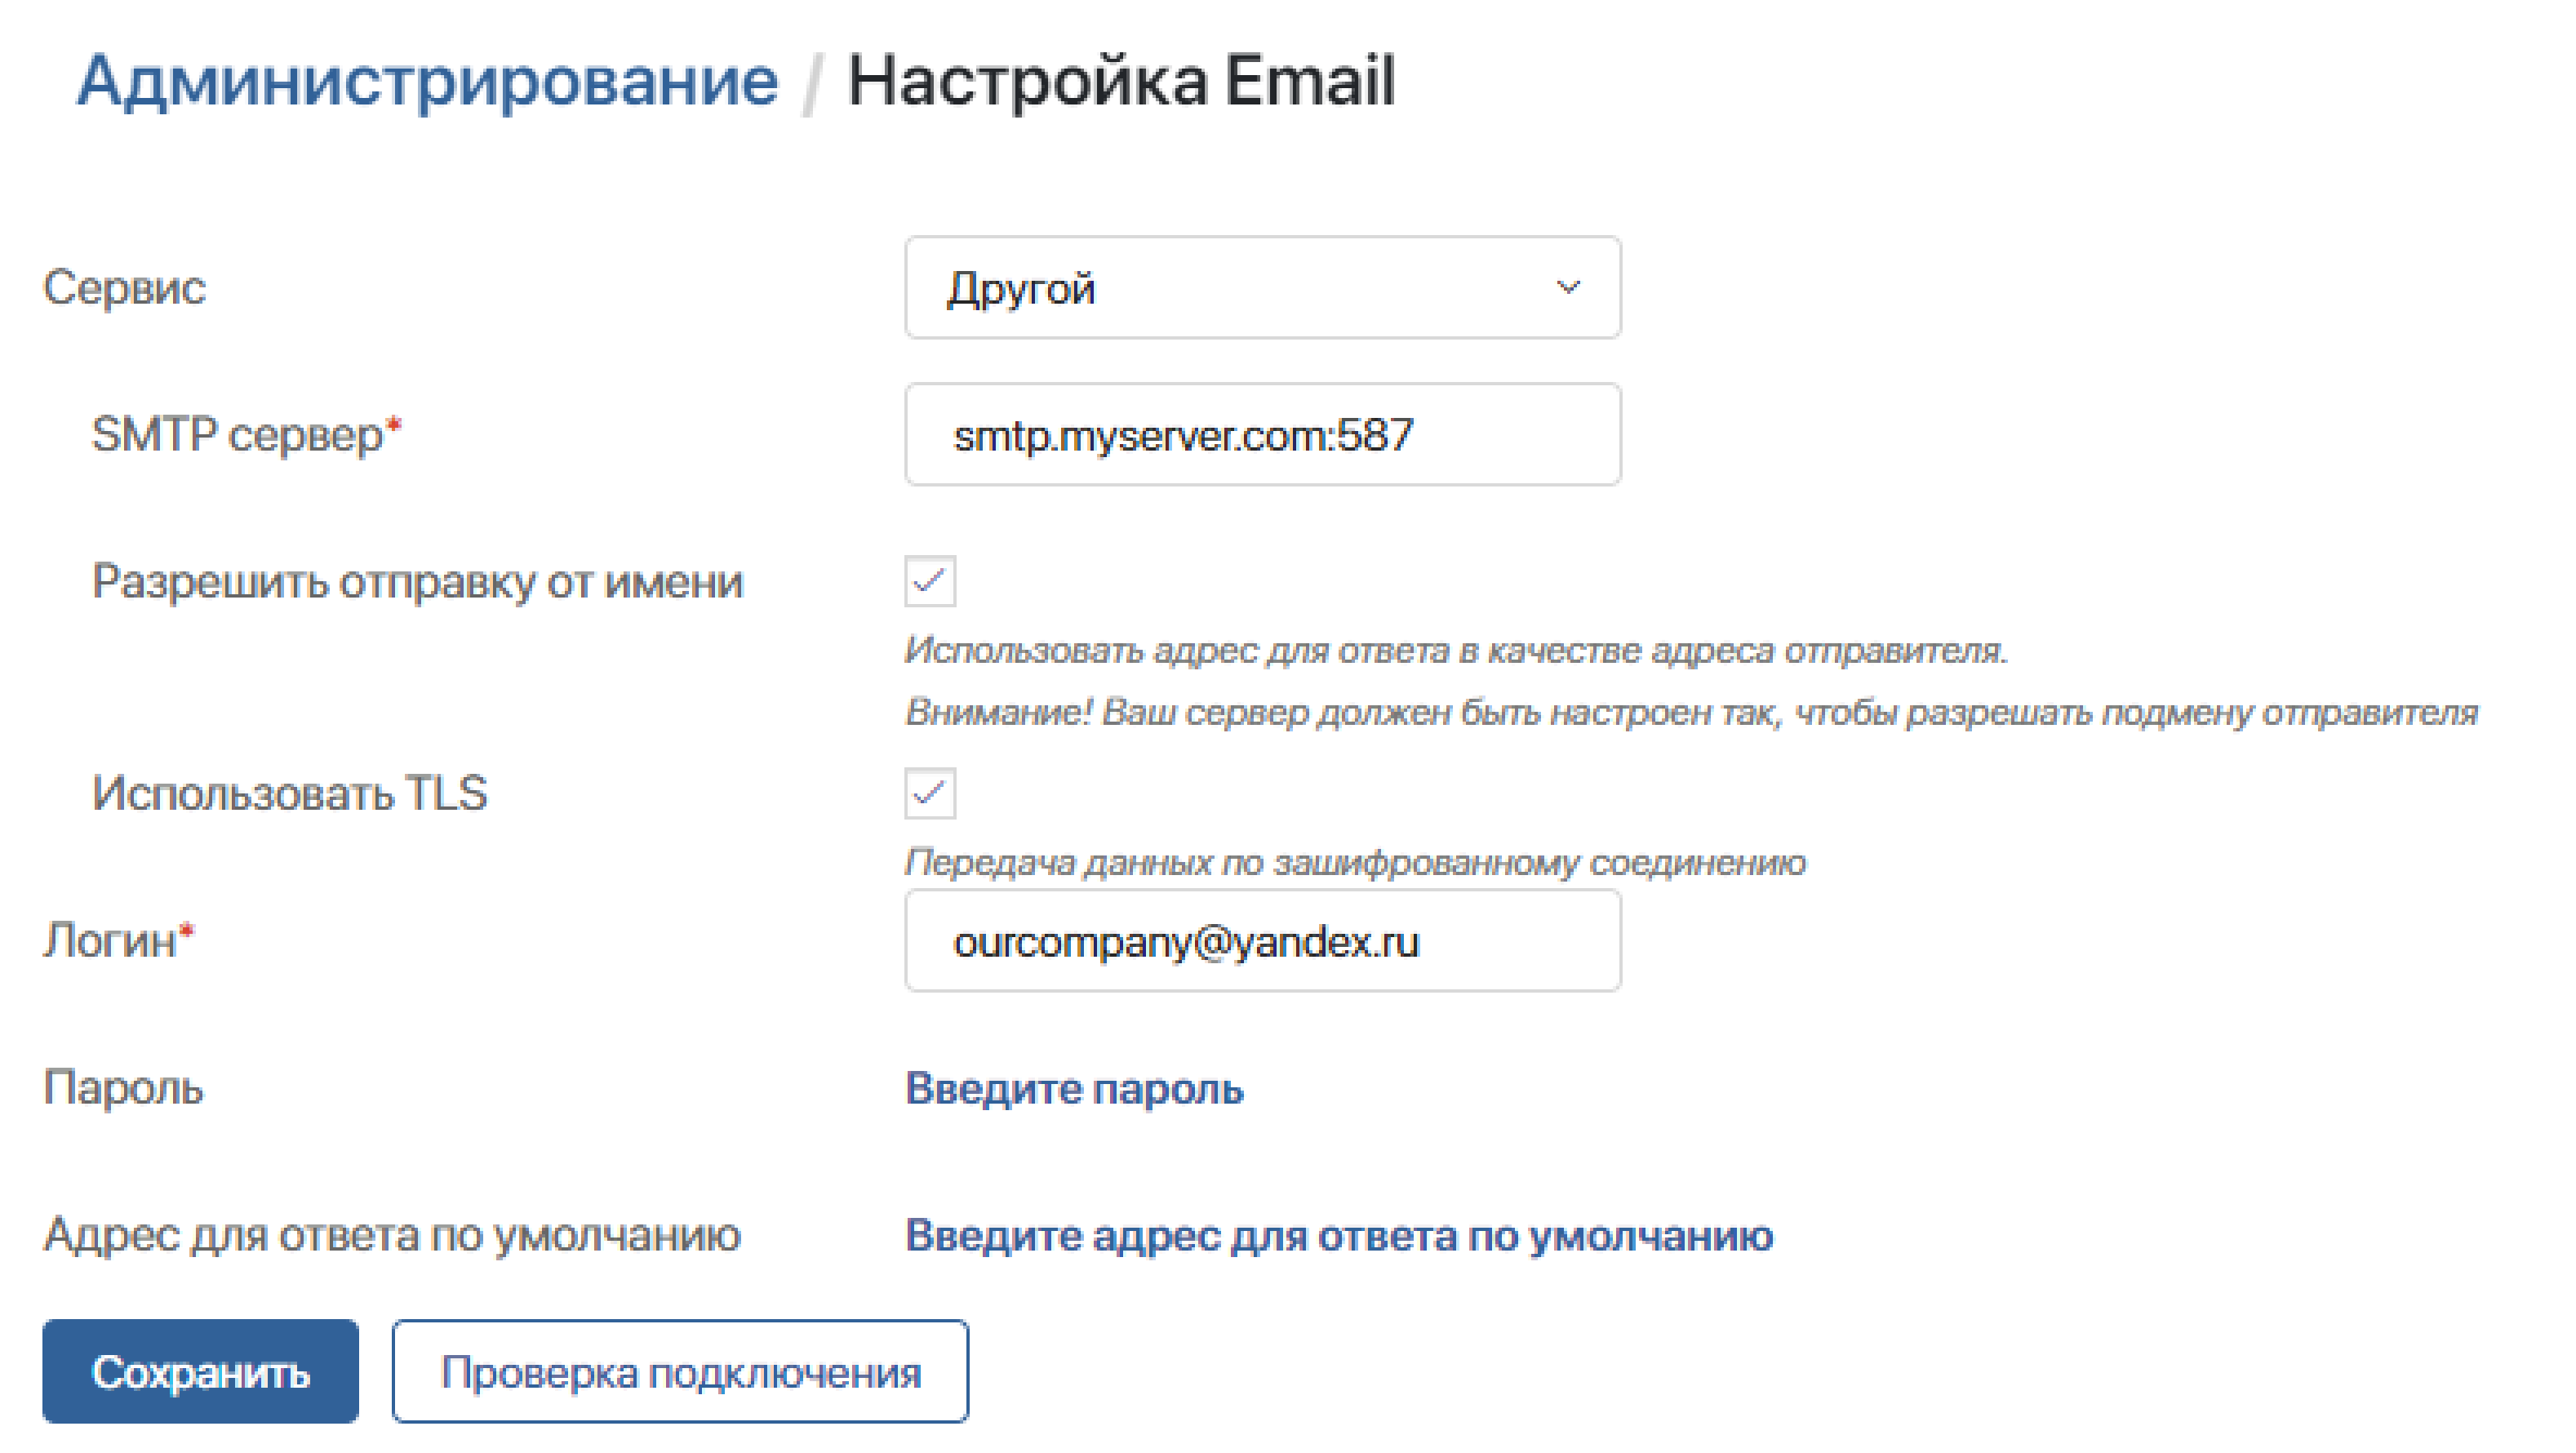 Администрирование / Настройка Email
Сервис Другой
SMTP сервер* smtp.myserver.com:587
Разрешить отправку от имени
Использовать адрес для ответа в качестве адреса отправителя.
Внимание! Ваш сервер должен быть настроен так, чтобы разрешать подмену отправителя
Использовать TLS
Передача данных по зашифрованному соединению
Логин* ourcompany@yandex.ru
Пароль Введите пароль
Адрес для ответа по умолчанию Введите адрес для ответа по умолчанию
Сохранить Проверка подключения